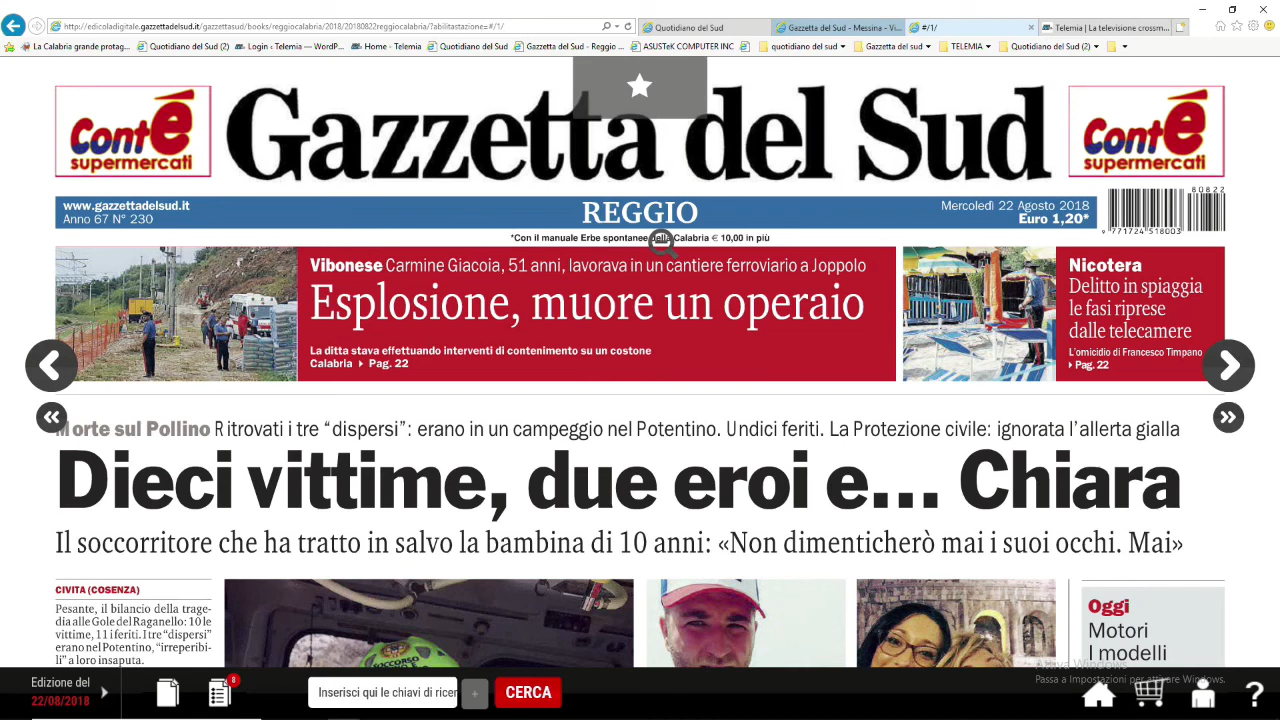 http://edicoladigitale.gazzettadelsud.it/gazzettasud/books/reggiocalabria/2018/20180822reggiocalabria/?abilitastazione=#/1/
Quotidiano del Sud
Gazzetta del Sud - Messina - Vi...
#/1/
Telemia | La televisione crossm...
La Calabria grande protag...
Quotidiano del Sud (2)
Login ‹ Telemia — WordP...
Home - Telemia
Quotidiano del Sud
Gazzetta del Sud - Reggio ...
ASUSTeK COMPUTER INC
quotidiano del sud
Gazzetta del sud
TELEMIA
Quotidiano del Sud (2)
Conté
supermercati
Gazzetta del Sud
Conté
supermercati
www.gazzettadelsud.it
Anno 67 N° 230
REGGIO
Mercoledì 22 Agosto 2018
Euro 1,20*
80822
9 771724 518003
*Con il manuale Erbe spontanee della Calabria € 10,00 in più
Vibonese Carmine Giacoia, 51 anni, lavorava in un cantiere ferroviario a Joppolo
Esplosione, muore un operaio
La ditta stava effettuando interventi di contenimento su un costone
Calabria Pag. 22
Nicotera
Delitto in spiaggia
le fasi riprese
dalle telecamere
L'omicidio di Francesco Timpano
Pag. 22
Morte sul Pollino Ritrovati i tre “dispersi”: erano in un campeggio nel Potentino. Undici feriti. La Protezione civile: ignorata l'allerta gialla
Dieci vittime, due eroi e... Chiara
Il soccorritore che ha tratto in salvo la bambina di 10 anni: «Non dimenticherò mai i suoi occhi. Mai»
CIVITA (COSENZA)
Pesante, il bilancio della trage-
dia alle Gole del Raganello: 10 le
vittime, 11 i feriti. I tre “dispersi”
erano nel Potentino, “irreperibi-
li” a loro insaputa.
SOCCORSO
Oggi
Motori
I modelli
Attiva Windows
Passa a Impostazioni per attivare Windows.
Edizione del
22/08/2018
8
Inserisci qui le chiavi di ricer
+
CERCA
?